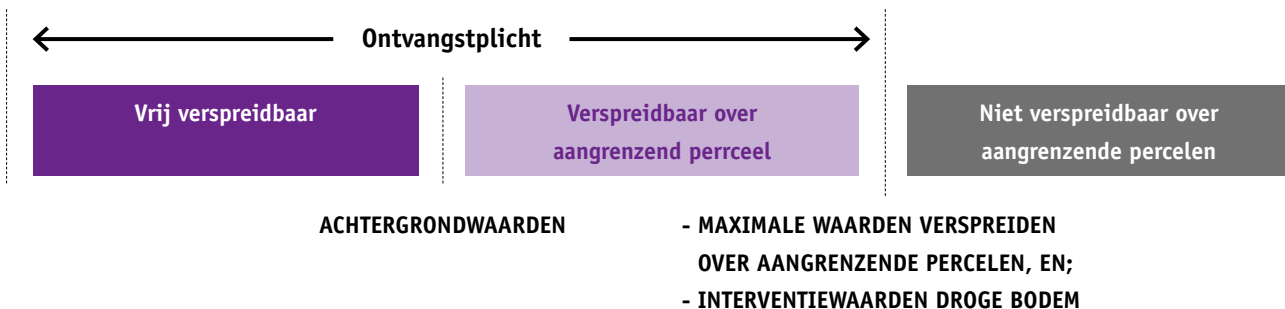 Ontvangstplicht
Vrij verspreidbaar
Verspreidbaar over
aangrenzend perrceel
Niet verspreidbaar over
aangrenzende percelen
ACHTERGRONDWAARDEN
- MAXIMALE WAARDEN VERSPREIDEN
OVER AANGRENZENDE PERCELEN, EN;
- INTERVENTIEWAARDEN DROGE BODEM